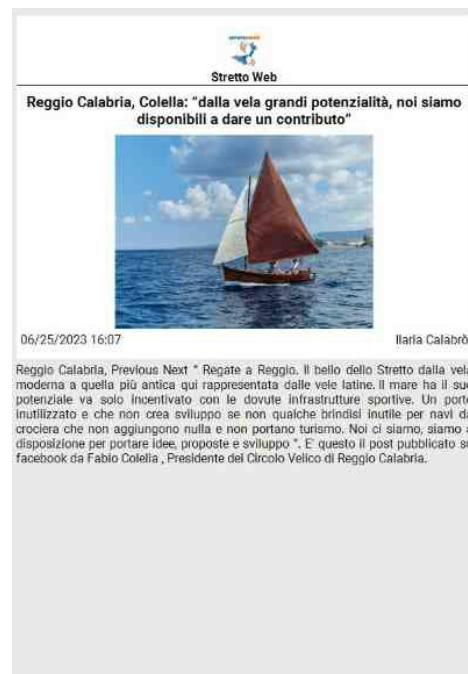 Stretto Web
Reggio Calabria, Colella: “dalla vela grandi potenzialità, noi siamo
disponibili a dare un contributo”
06/25/2023 16:07
Ilaria Calabrò
Reggio Calabria, Previous Next " Regate a Reggio. Il bello dello Stretto dalla vela
moderna a quella più antica qui rappresentata dalle vele latine. Il mare ha il suo
potenziale va solo incentivato con le dovute infrastrutture sportive. Un porto
inutilizzato e che non crea sviluppo se non qualche brindisi inutile per navi da
crociera che non aggiungono nulla e non portano turismo. Noi ci siamo, siamo a
disposizione per portare idee, proposte e sviluppo ". E' questo il post pubblicato su
facebook da Fabio Colella , Presidente del Circolo Velico di Reggio Calabria.